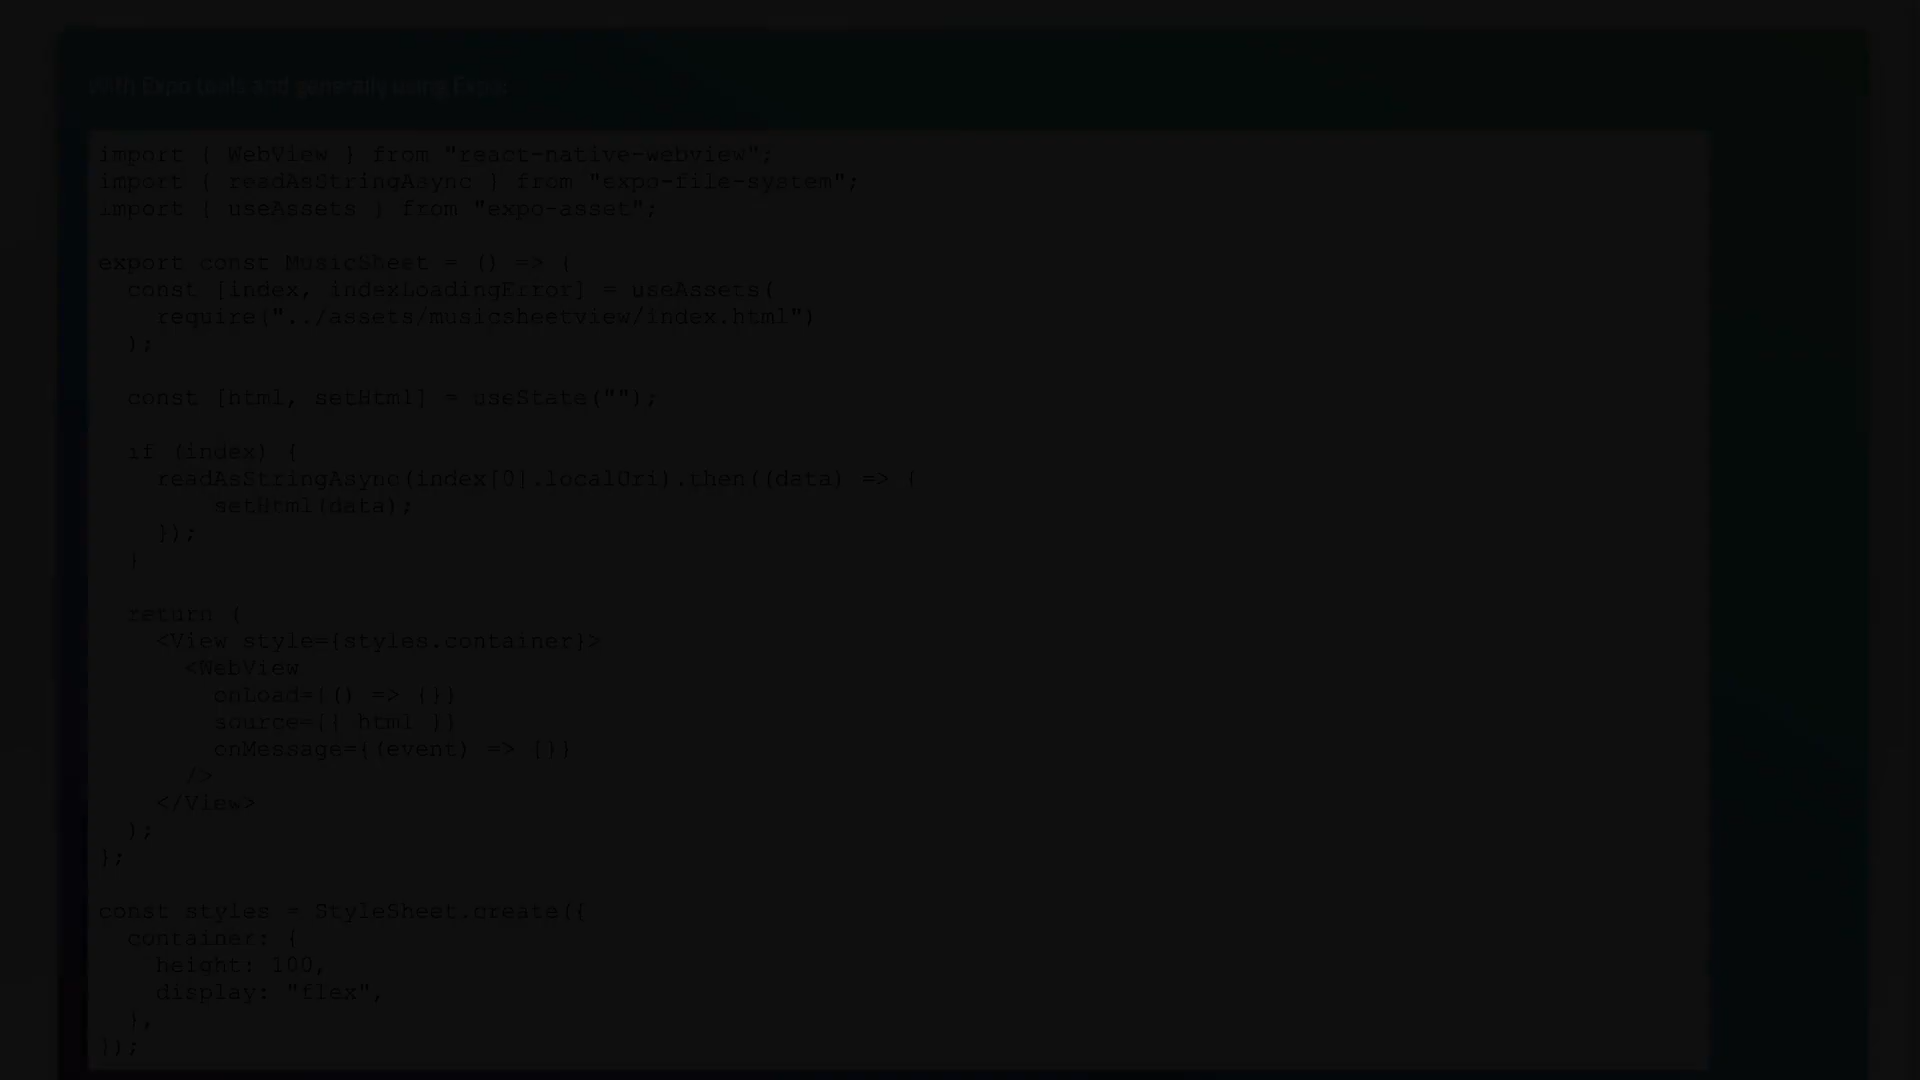 With Expo tools and generally using Expo:
import { WebView } from "react-native-webview";
import { readAsStringAsync } from "expo-file-system";
import { useAssets } from "expo-asset";
export const MusicSheet = () => {
const [index, indexLoadingError] = useAssets(
require("../assets/musicsheetview/index.html")
);
const [html, setHtml] = useState("");
if (index) {
readAsStringAsync(index[0].localUri).then((data) => {
setHtml(data);
});
}
return (
<View style={styles.container}>
<WebView
onLoad={() => {}}
source={{ html }}
onMessage={(event) => {}}
/>
</View>
);
};
const styles = StyleSheet.create({
container: {
height: 100,
display: "flex",
},
});